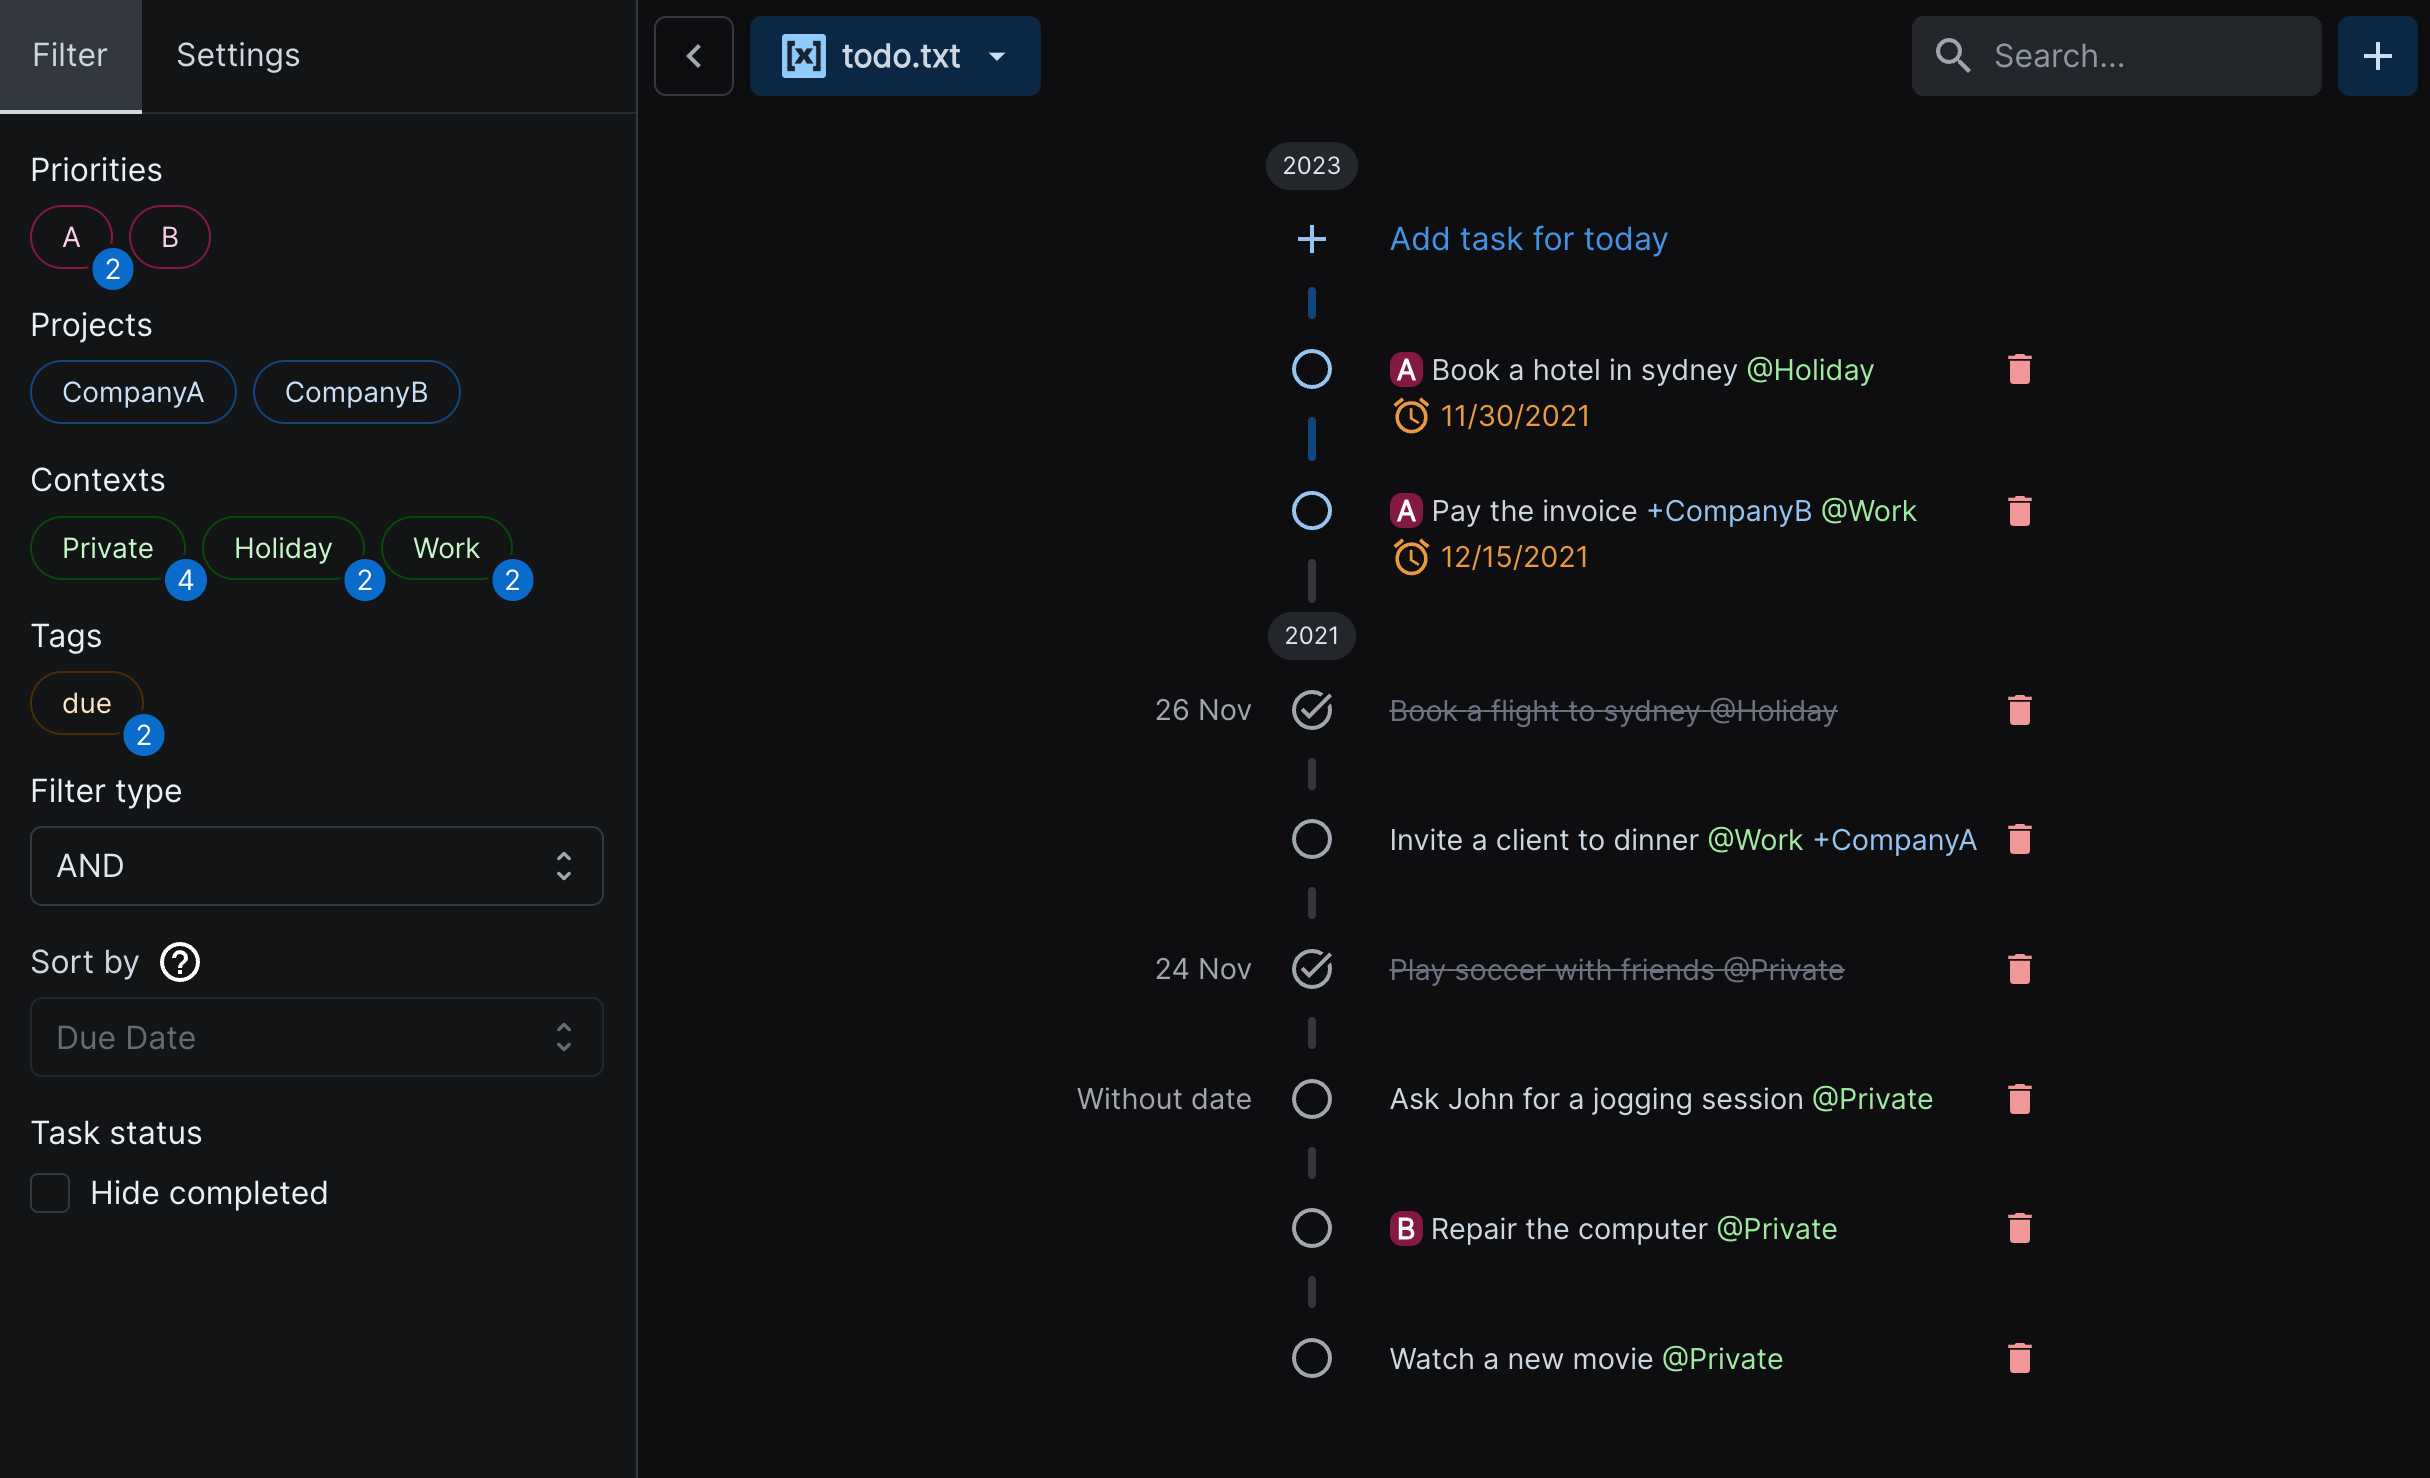 Filter Settings
Priorities
A 2 B
Projects
CompanyA CompanyB
Contexts
Private 4 Holiday 2 Work 2
Tags
due 2
Filter type
AND
Sort by ?
Due Date
Task status
Hide completed
[x] todo.txt
Search...
2023
Add task for today
A Book a hotel in sydney @Holiday
11/30/2021
A Pay the invoice +CompanyB @Work
12/15/2021
2021
26 Nov Book a flight to sydney @Holiday
Invite a client to dinner @Work +CompanyA
24 Nov Play soccer with friends @Private
Without date Ask John for a jogging session @Private
B Repair the computer @Private
Watch a new movie @Private